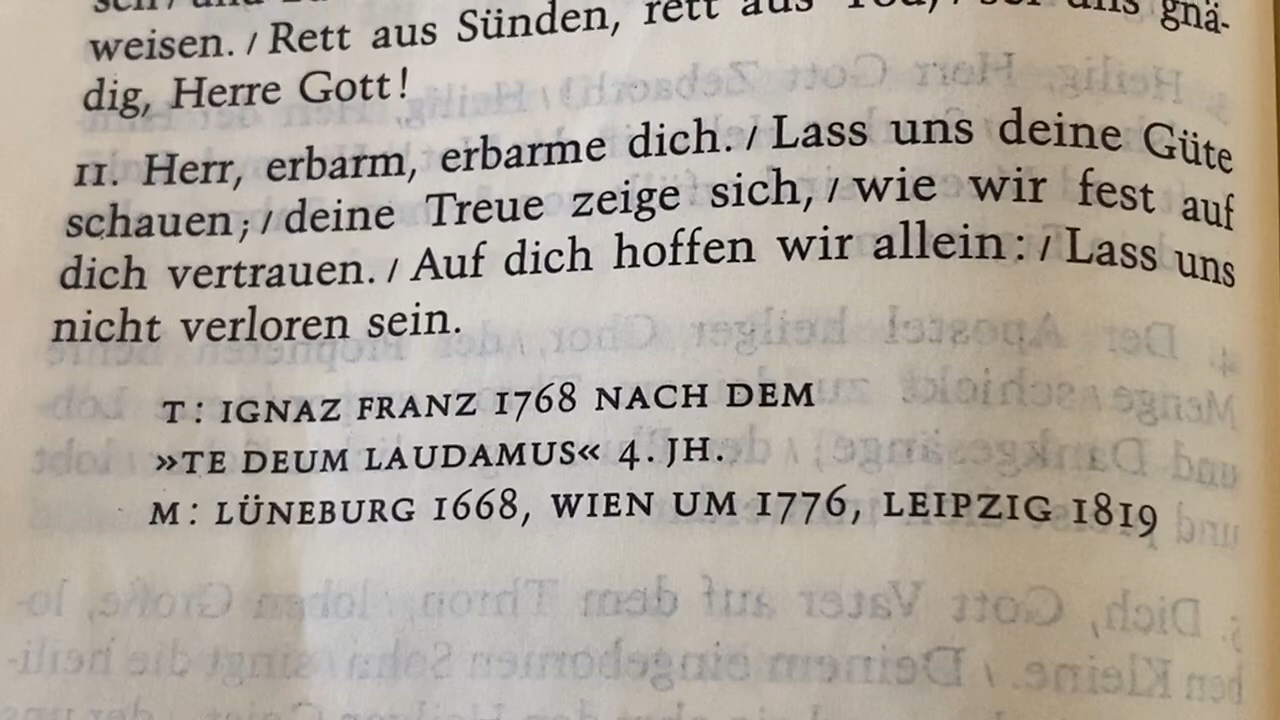 weisen. / Rett aus Sünden, rett aus Tod, / sei uns gnä-
dig, Herre Gott!
11. Herr, erbarm, erbarme dich. / Lass uns deine Güte
schauen; / deine Treue zeige sich, / wie wir fest auf
dich vertrauen. / Auf dich hoffen wir allein: / Lass uns
nicht verloren sein.
T: IGNAZ FRANZ 1768 NACH DEM
»TE DEUM LAUDAMUS« 4. JH.
M: LÜNEBURG 1668, WIEN UM 1776, LEIPZIG 1819